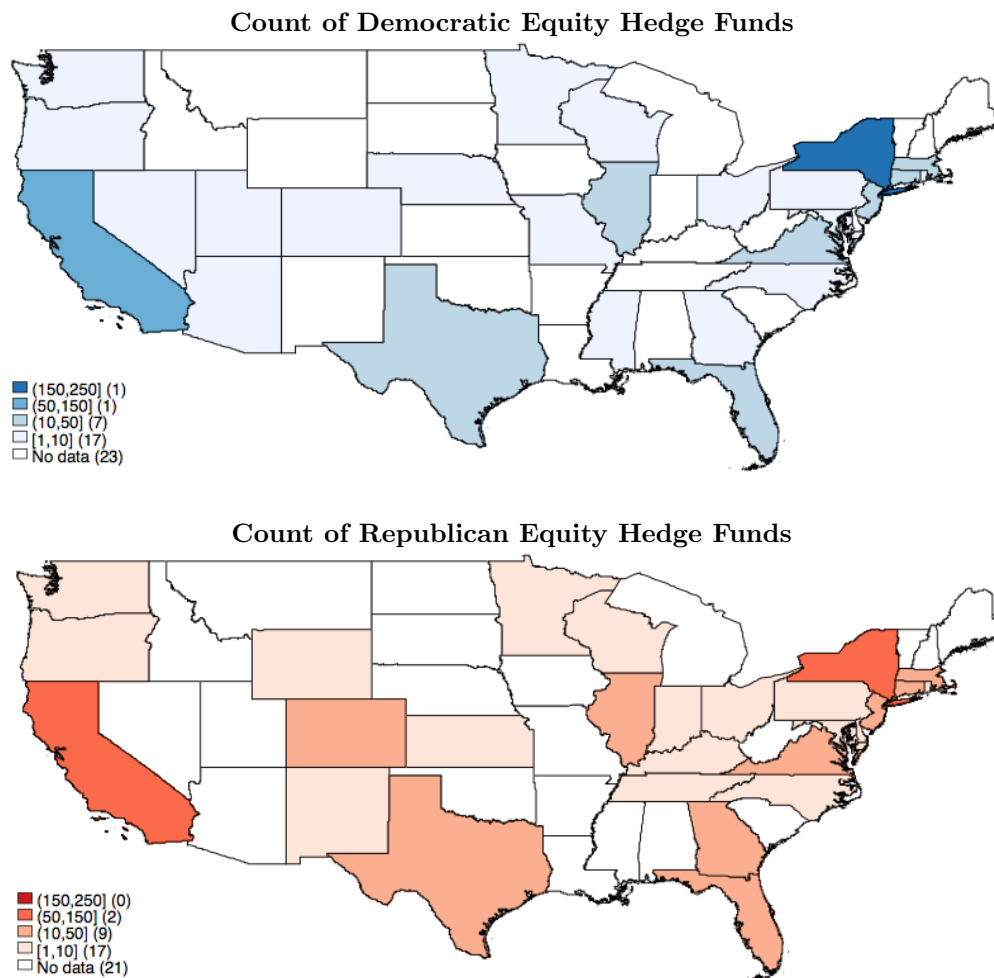 Count of Democratic Equity Hedge Funds
(150,250] (1)
(50,150] (1)
(10,50] (7)
[1,10] (17)
No data (23)
Count of Republican Equity Hedge Funds
(150,250] (0)
(50,150] (2)
(10,50] (9)
[1,10] (17)
No data (21)